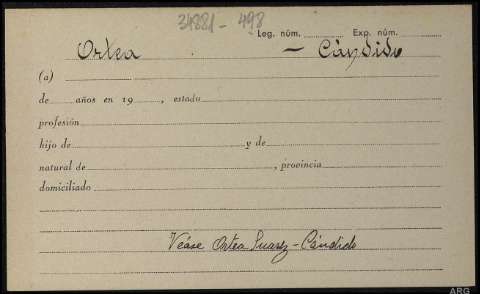 34881-498
Leg. núm. Exp. núm.
Ortea - Cándido
(a)
de años en 19 , estado
profesión
hijo de y de
natural de , provincia
domiciliado
Véase Ortea Suarez-Cándido
ARG